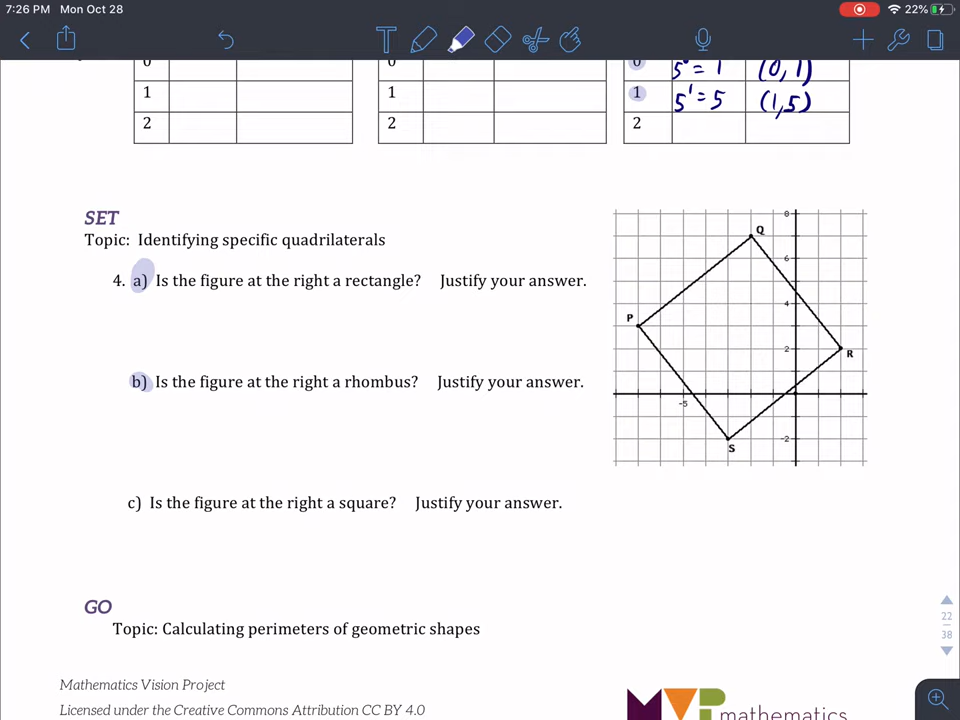 7:26 PM Mon Oct 28
22%
0
0
0 5⁰ = 1 (0, 1)
1
1
1 5¹ = 5 (1, 5)
2
2
2
SET
Topic: Identifying specific quadrilaterals
4. a) Is the figure at the right a rectangle? Justify your answer.
b) Is the figure at the right a rhombus? Justify your answer.
c) Is the figure at the right a square? Justify your answer.
8
Q
6
4
P
2
R
-5
-2
S
GO
Topic: Calculating perimeters of geometric shapes
22
38
Mathematics Vision Project
Licensed under the Creative Commons Attribution CC BY 4.0
MVP mathematics